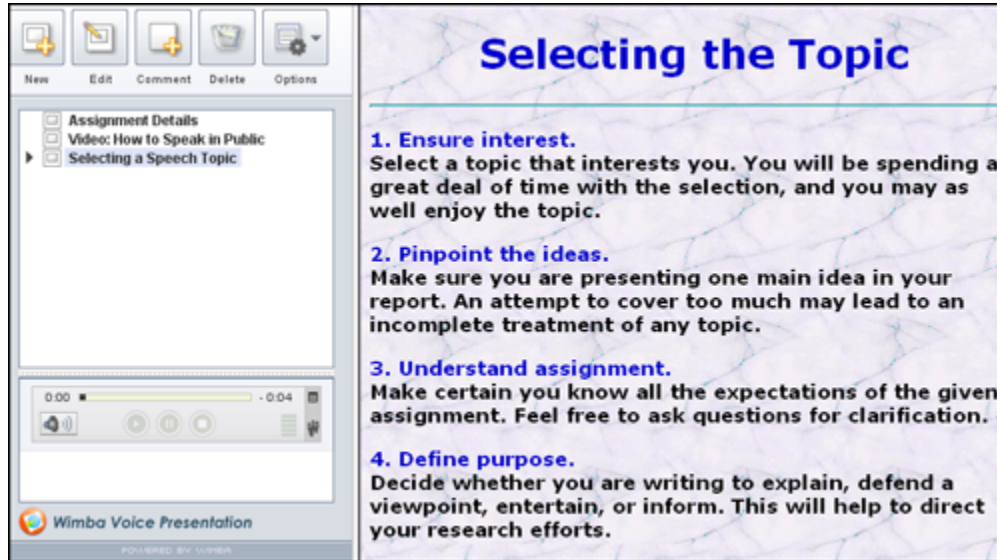 New Edit Comment Delete Options
Assignment Details
Video: How to Speak in Public
Selecting a Speech Topic
0:00 - 0:04
Wimba Voice Presentation
POWERED BY WIMBA
Selecting the Topic
1. Ensure interest.
Select a topic that interests you. You will be spending a
great deal of time with the selection, and you may as
well enjoy the topic.
2. Pinpoint the ideas.
Make sure you are presenting one main idea in your
report. An attempt to cover too much may lead to an
incomplete treatment of any topic.
3. Understand assignment.
Make certain you know all the expectations of the given
assignment. Feel free to ask questions for clarification.
4. Define purpose.
Decide whether you are writing to explain, defend a
viewpoint, entertain, or inform. This will help to direct
your research efforts.